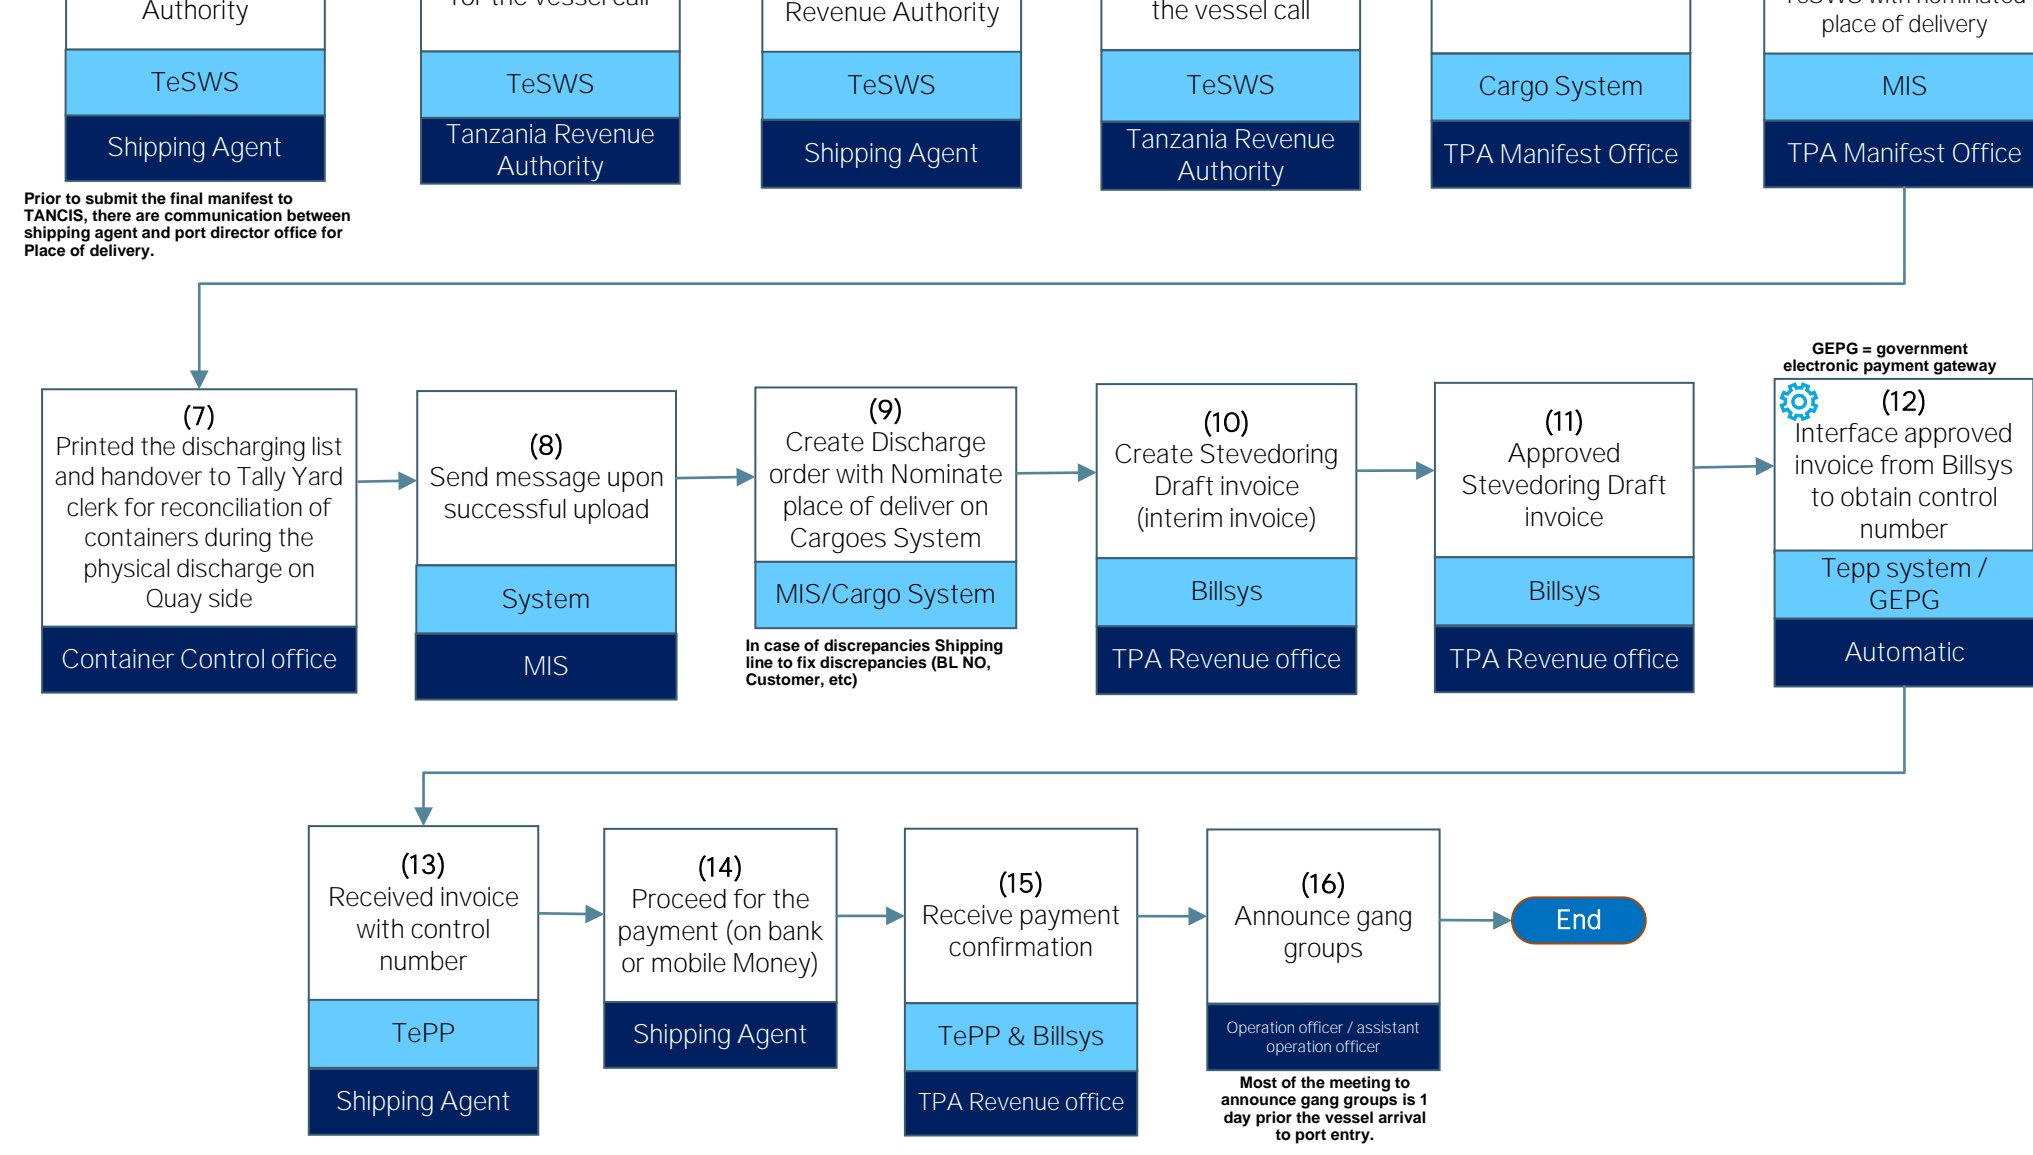 Authority
for the vessel call
Revenue Authority
the vessel call
TeSWS with nominated
place of delivery
TeSWS
TeSWS
TeSWS
TeSWS
Cargo System
MIS
Shipping Agent
Tanzania Revenue
Authority
Shipping Agent
Tanzania Revenue
Authority
TPA Manifest Office
TPA Manifest Office
Prior to submit the final manifest to
TANCIS, there are communication between
shipping agent and port director office for
Place of delivery.
(7)
Printed the discharging list
and handover to Tally Yard
clerk for reconciliation of
containers during the
physical discharge on
Quay side
Container Control office
(8)
Send message upon
successful upload
System
MIS
(9)
Create Discharge
order with Nominate
place of deliver on
Cargoes System
MIS/Cargo System
In case of discrepancies Shipping
line to fix discrepancies (BL NO,
Customer, etc)
(10)
Create Stevedoring
Draft invoice
(interim invoice)
Billsys
TPA Revenue office
(11)
Approved
Stevedoring Draft
invoice
Billsys
TPA Revenue office
GEPG = government
electronic payment gateway
(12)
Interface approved
invoice from Billsys
to obtain control
number
Tepp system /
GEPG
Automatic
(13)
Received invoice
with control
number
TePP
Shipping Agent
(14)
Proceed for the
payment (on bank
or mobile Money)
Shipping Agent
(15)
Receive payment
confirmation
TePP & Billsys
TPA Revenue office
(16)
Announce gang
groups
Operation officer / assistant
operation officer
Most of the meeting to
announce gang groups is 1
day prior the vessel arrival
to port entry.
End